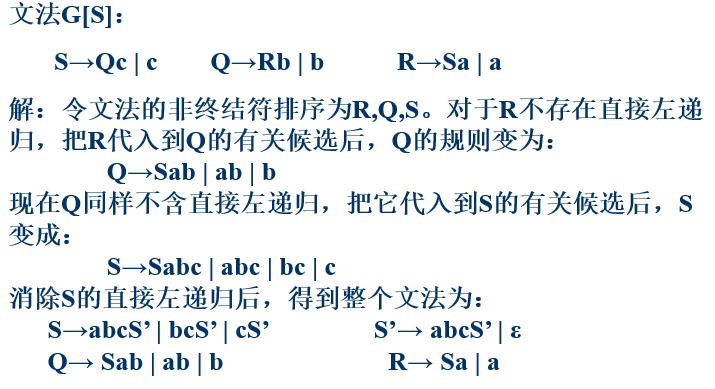 文法G[S]：
S→Qc | c Q→Rb | b R→Sa | a
解：令文法的非终结符排序为R,Q,S。对于R不存在直接左递
归，把R代入到Q的有关候选后，Q的规则变为：
Q→Sab | ab | b
现在Q同样不含直接左递归，把它代入到S的有关候选后，S
变成：
S→Sabc | abc | bc | c
消除S的直接左递归后，得到整个文法为：
S→abcS’ | bcS’ | cS’ S’→ abcS’ | ε
Q→ Sab | ab | b R→ Sa | a